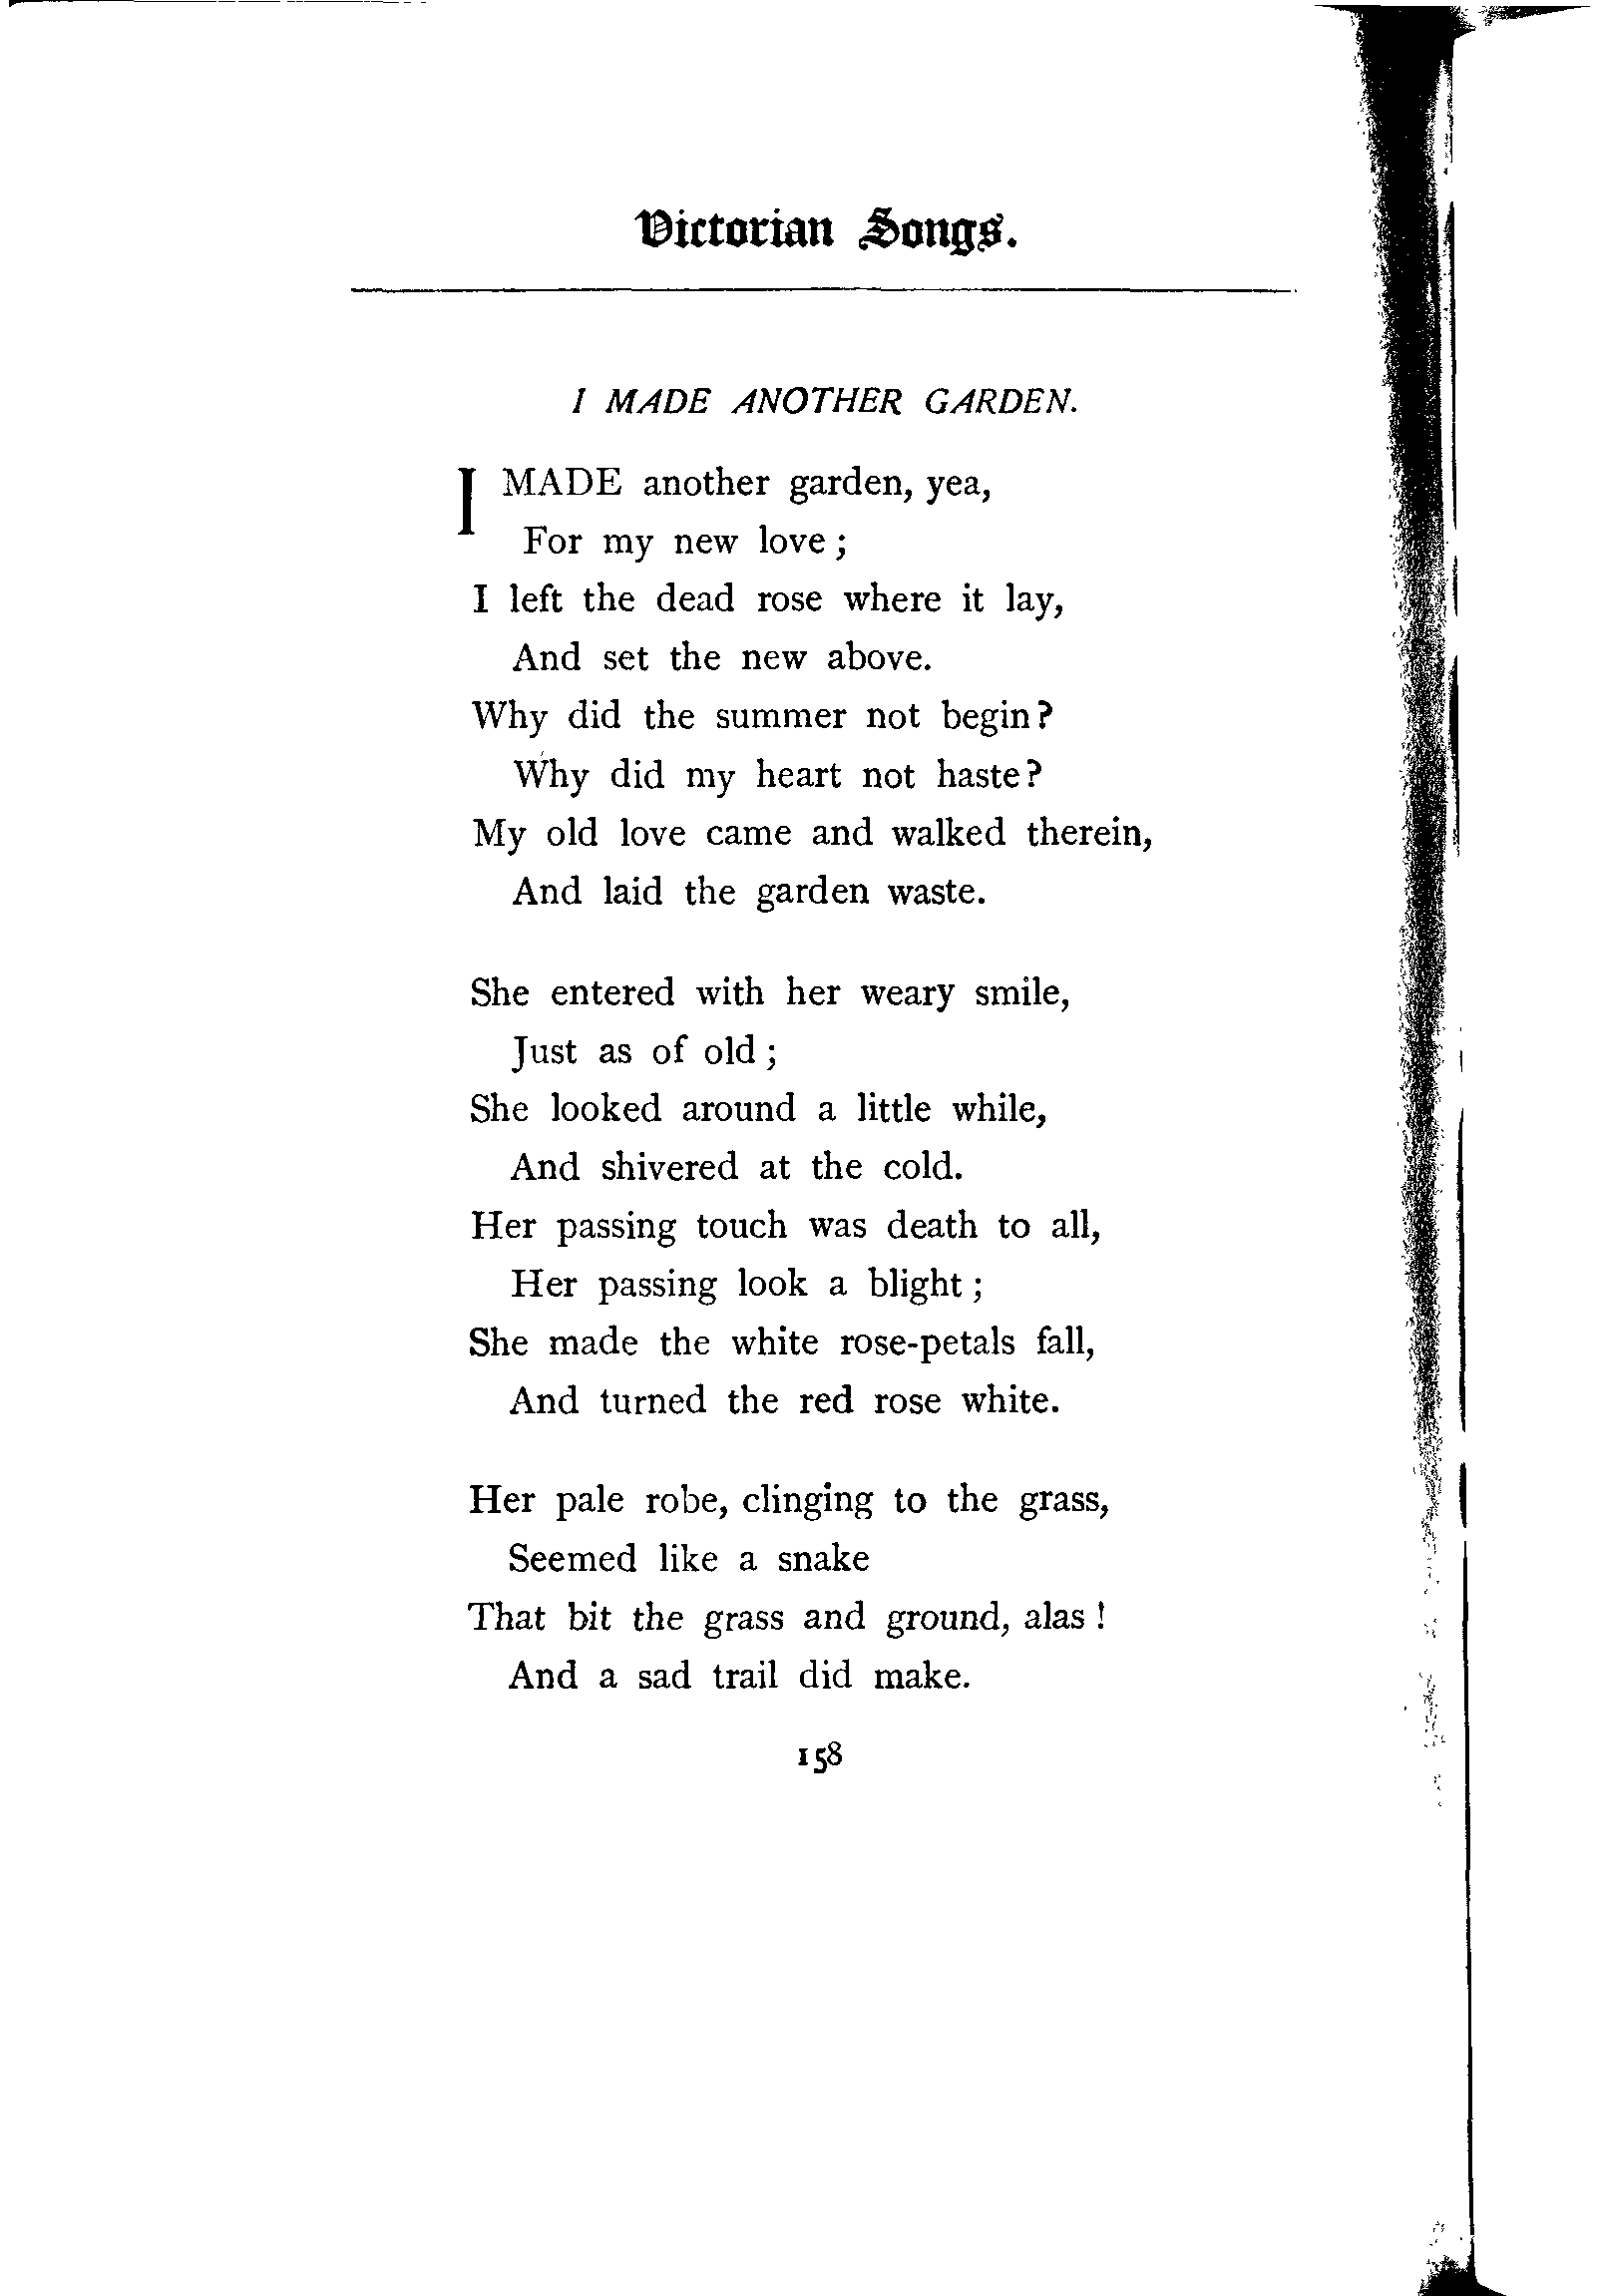 Victorian Songs.
I MADE ANOTHER GARDEN.
I MADE another garden, yea,
For my new love;
I left the dead rose where it lay,
And set the new above.
Why did the summer not begin?
Why did my heart not haste?
My old love came and walked therein,
And laid the garden waste.
She entered with her weary smile,
Just as of old;
She looked around a little while,
And shivered at the cold.
Her passing touch was death to all,
Her passing look a blight;
She made the white rose-petals fall,
And turned the red rose white.
Her pale robe, clinging to the grass,
Seemed like a snake
That bit the grass and ground, alas!
And a sad trail did make.
158